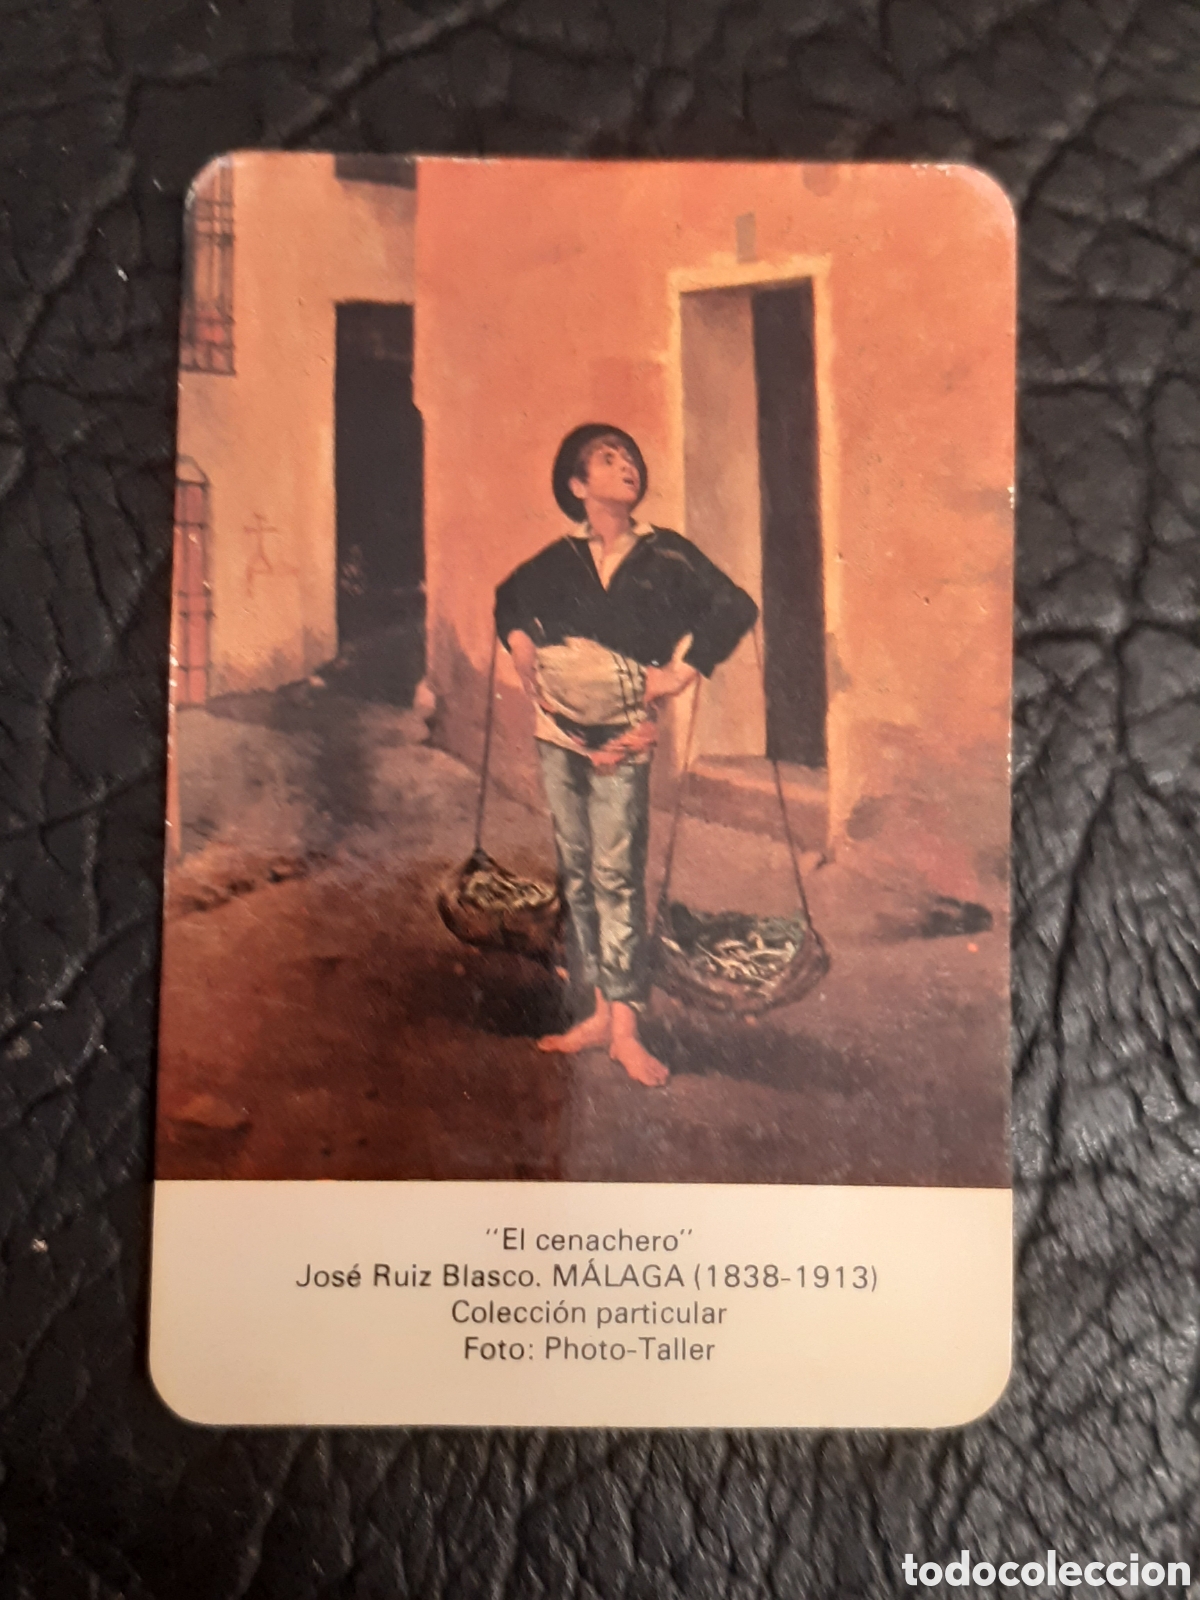 "El cenachero"
José Ruiz Blasco. MÁLAGA (1838-1913)
Colección particular
Foto: Photo-Taller
todocoleccion